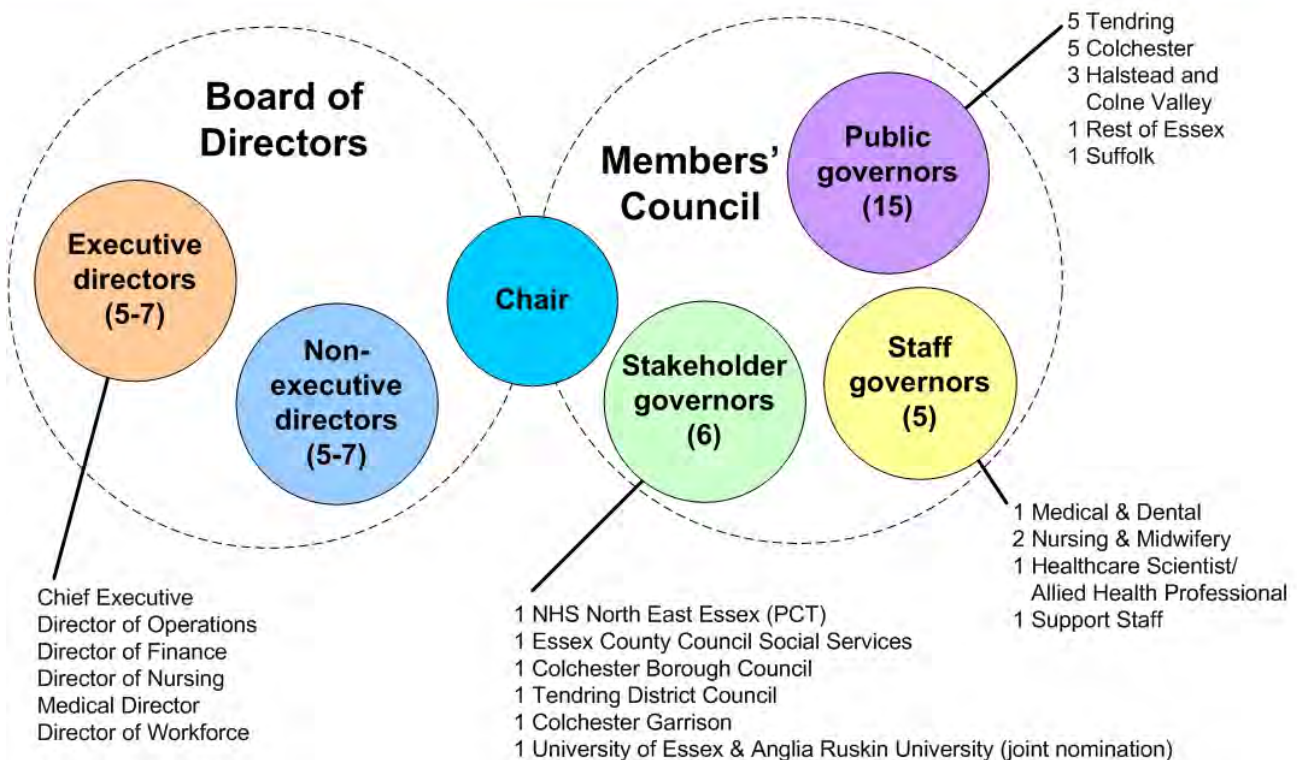 Board of
Directors
Executive
directors
(5-7)
Non-
executive
directors
(5-7)
Chief Executive
Director of Operations
Director of Finance
Director of Nursing
Medical Director
Director of Workforce
Chair
Members’
Council
Public
governors
(15)
5 Tendring
5 Colchester
3 Halstead and
Colne Valley
1 Rest of Essex
1 Suffolk
Stakeholder
governors
(6)
1 NHS North East Essex (PCT)
1 Essex County Council Social Services
1 Colchester Borough Council
1 Tendring District Council
1 Colchester Garrison
1 University of Essex & Anglia Ruskin University (joint nomination)
Staff
governors
(5)
1 Medical & Dental
2 Nursing & Midwifery
1 Healthcare Scientist/
Allied Health Professional
1 Support Staff